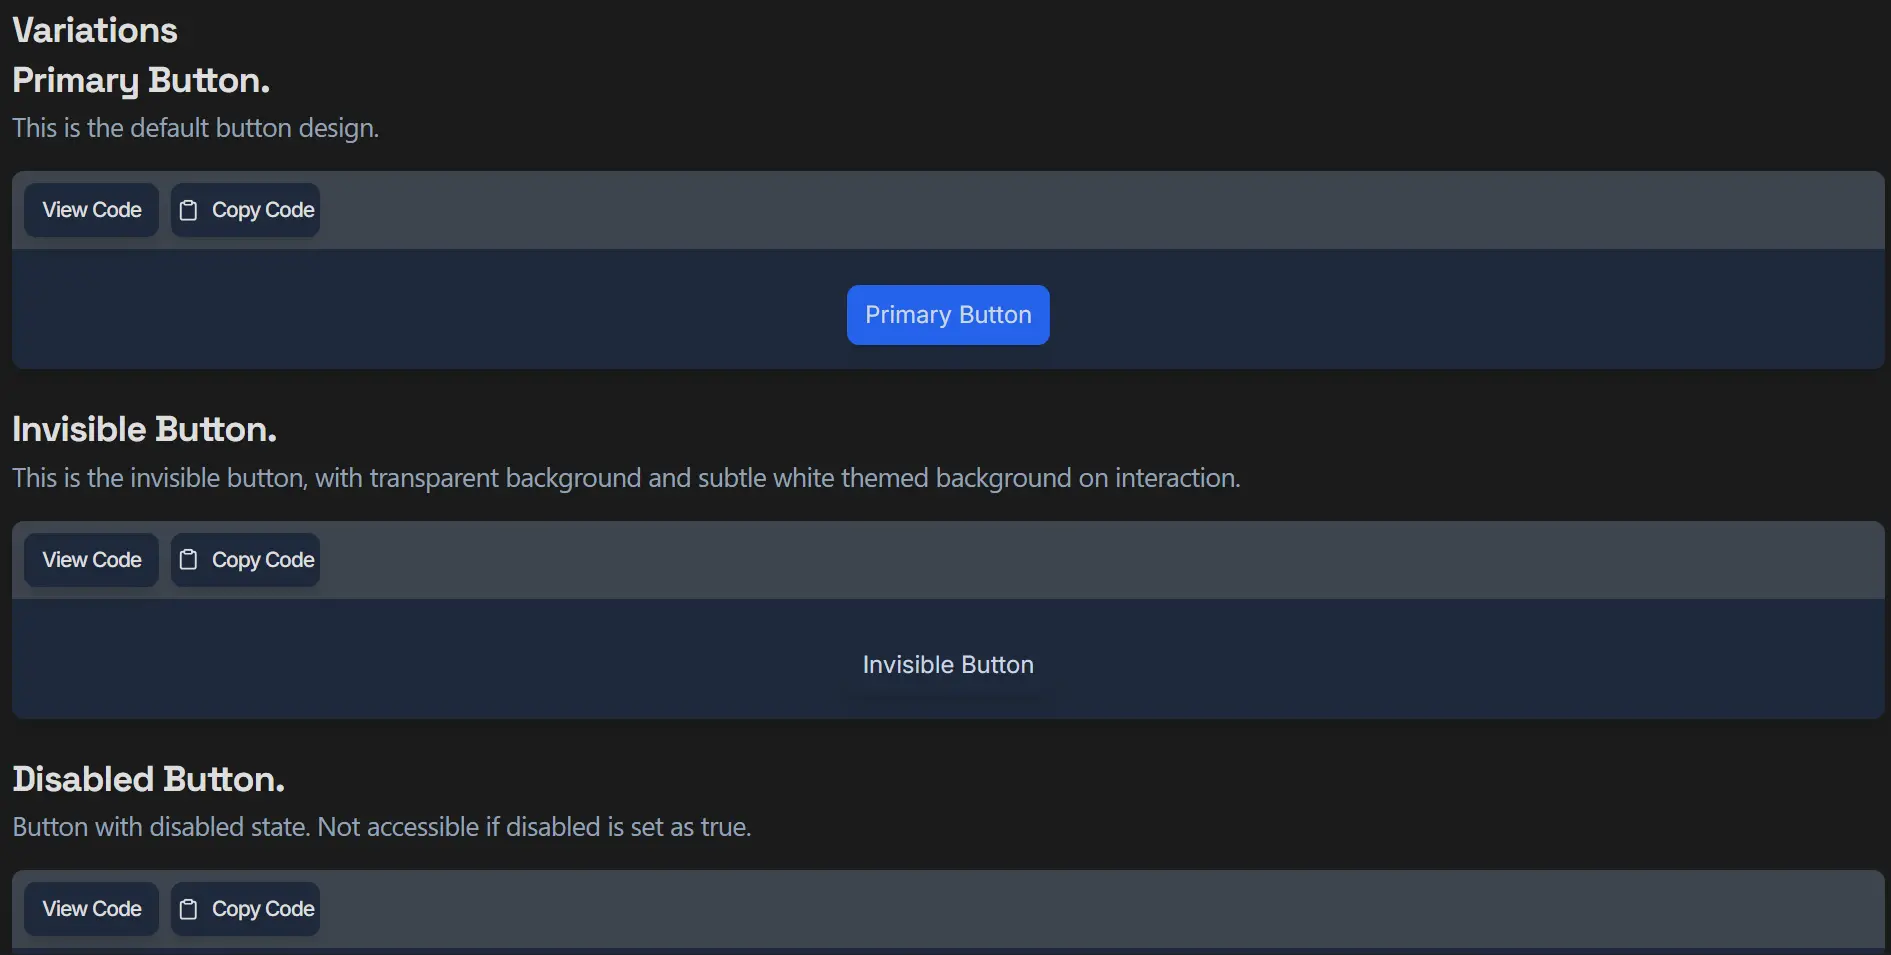 Variations
Primary Button.
This is the default button design.
View Code
Copy Code
Primary Button
Invisible Button.
This is the invisible button, with transparent background and subtle white themed background on interaction.
View Code
Copy Code
Invisible Button
Disabled Button.
Button with disabled state. Not accessible if disabled is set as true.
View Code
Copy Code